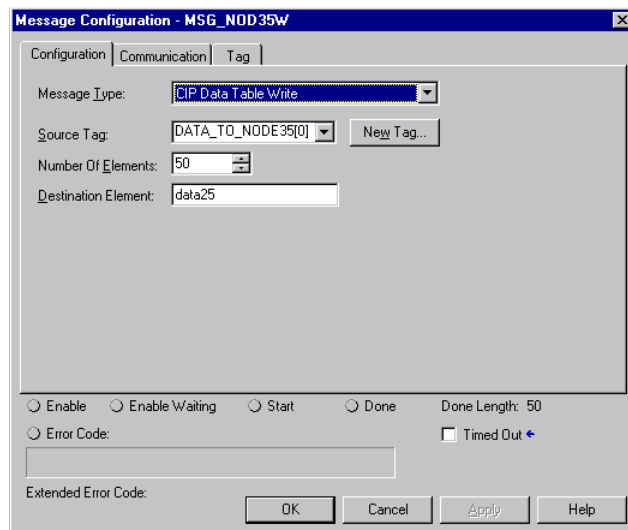 Message Configuration - MSG_NOD35W
Configuration Communication Tag
Message Type: CIP Data Table Write
Source Tag: DATA_TO_NODE35[0] New Tag...
Number Of Elements: 50
Destination Element: data25
Enable Enable Waiting Start Done Done Length: 50
Error Code: Timed Out
Extended Error Code:
OK Cancel Apply Help